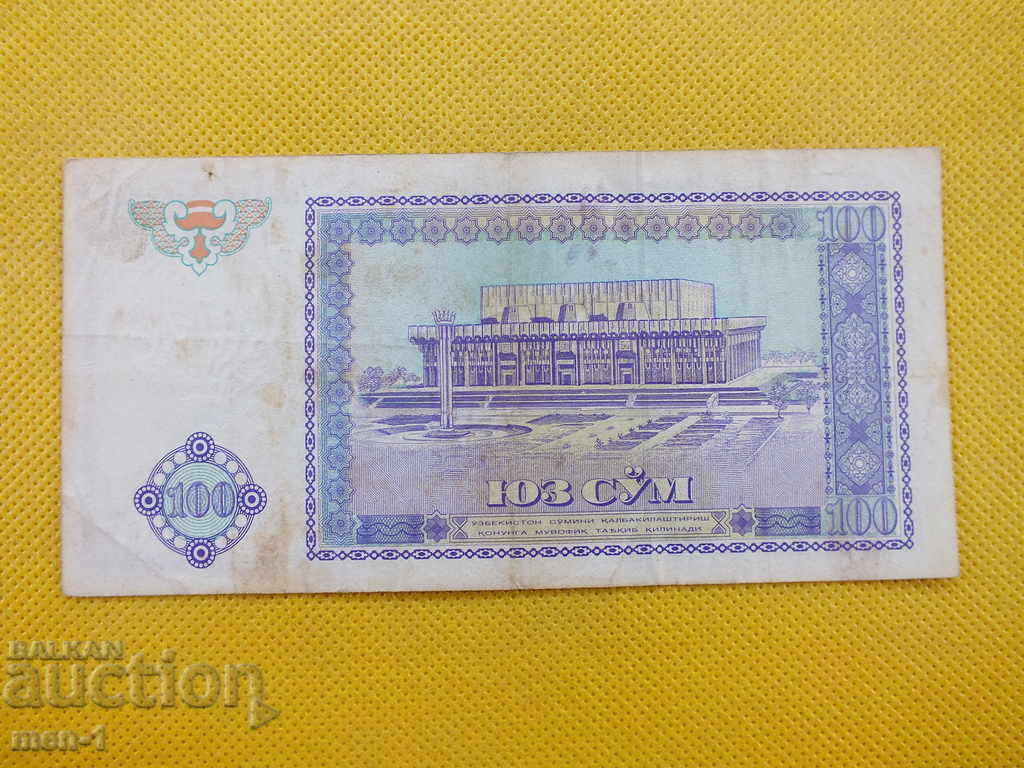 100
100
ЮЗ СЎМ
ЎЗБЕКИСТОН СЎМИНИ ҚАЛБАКИЛАШТИРИШ
ҚОНУНГА МУВОФИҚ ТАЪҚИБ ҚИЛИНАДИ
100
BALKAN
auction
men-1